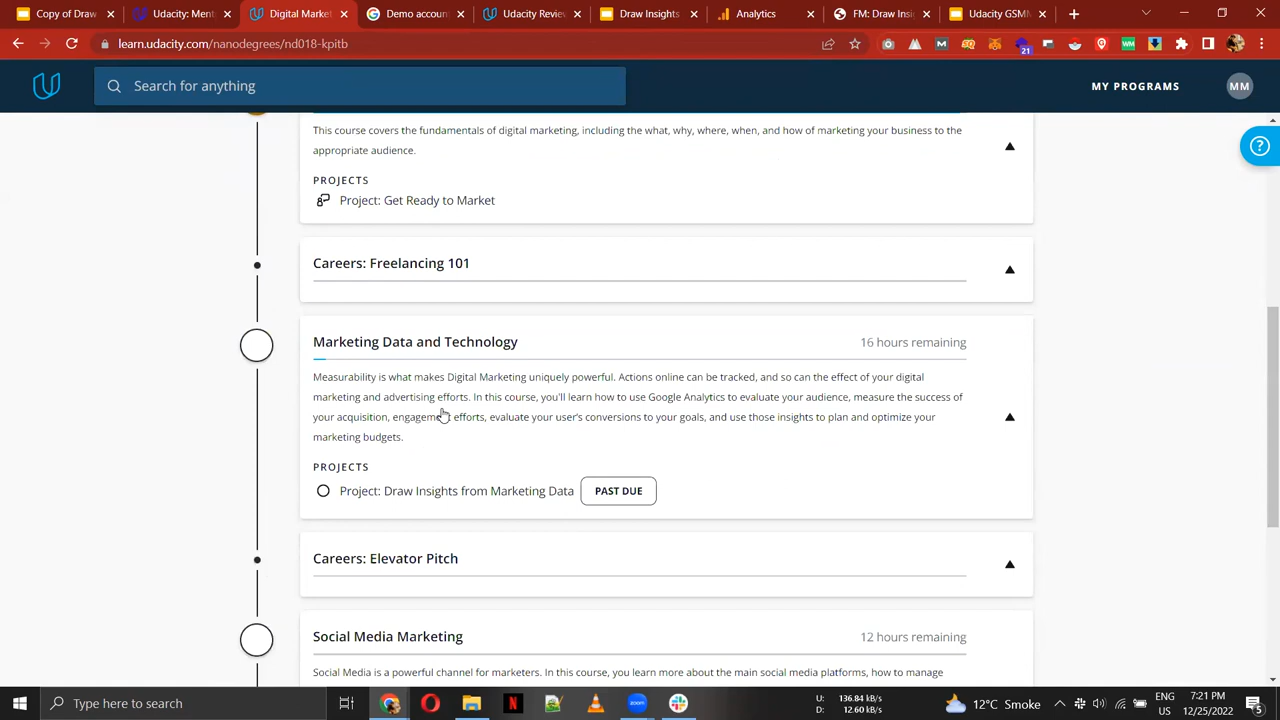 Copy of Draw
Udacity: Ment
Digital Market
Demo accoun
Udacity Revie
Draw Insights
Analytics
FM: Draw Insi
Udacity GSMM
learn.udacity.com/nanodegrees/nd018-kpitb
21
Search for anything
MY PROGRAMS
MM
This course covers the fundamentals of digital marketing, including the what, why, where, when, and how of marketing your business to the
appropriate audience.
PROJECTS
Project: Get Ready to Market
Careers: Freelancing 101
Marketing Data and Technology
16 hours remaining
Measurability is what makes Digital Marketing uniquely powerful. Actions online can be tracked, and so can the effect of your digital
marketing and advertising efforts. In this course, you'll learn how to use Google Analytics to evaluate your audience, measure the success of
your acquisition, engagement efforts, evaluate your user's conversions to your goals, and use those insights to plan and optimize your
marketing budgets.
PROJECTS
Project: Draw Insights from Marketing Data
PAST DUE
Careers: Elevator Pitch
Social Media Marketing
12 hours remaining
Social Media is a powerful channel for marketers. In this course, you learn more about the main social media platforms, how to manage
Type here to search
zoom
U: 136.84 kB/s
D: 12.60 kB/s
12°C Smoke
ENG
US
7:21 PM
12/25/2022
5